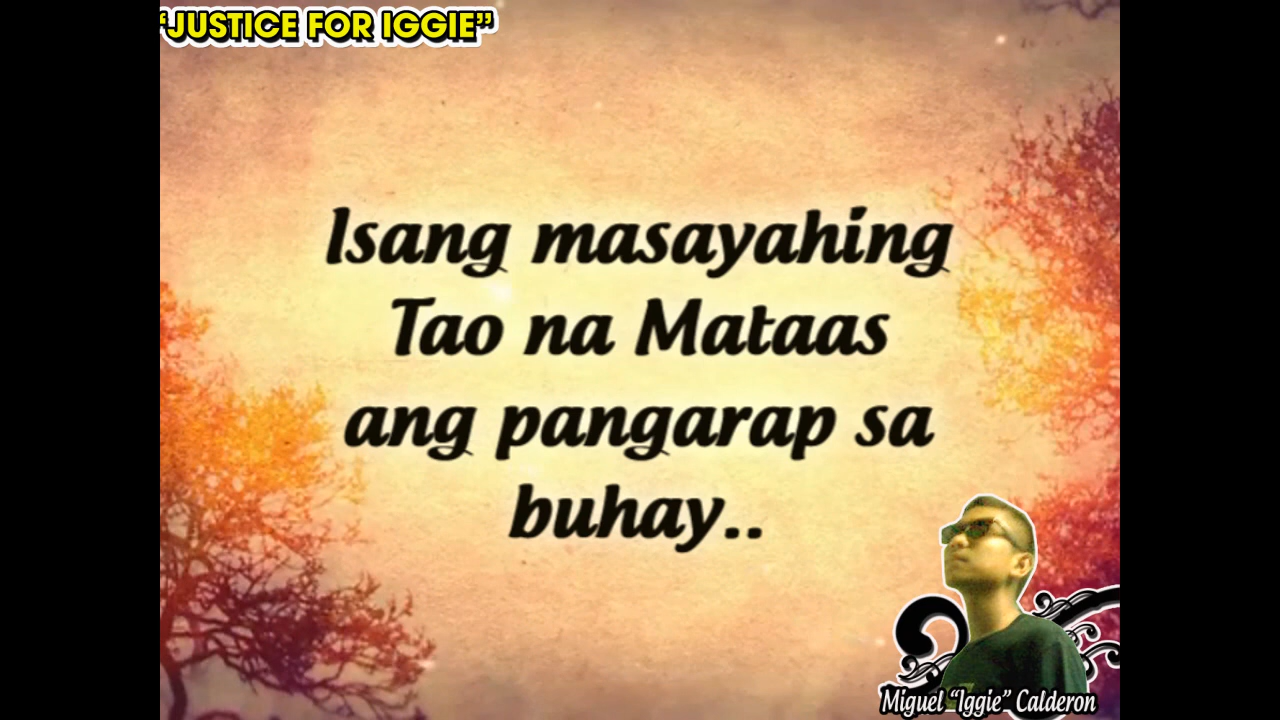 “JUSTICE FOR IGGIE”
Isang masayahing
Tao na Mataas
ang pangarap sa
buhay..
Miguel “Iggie” Calderon